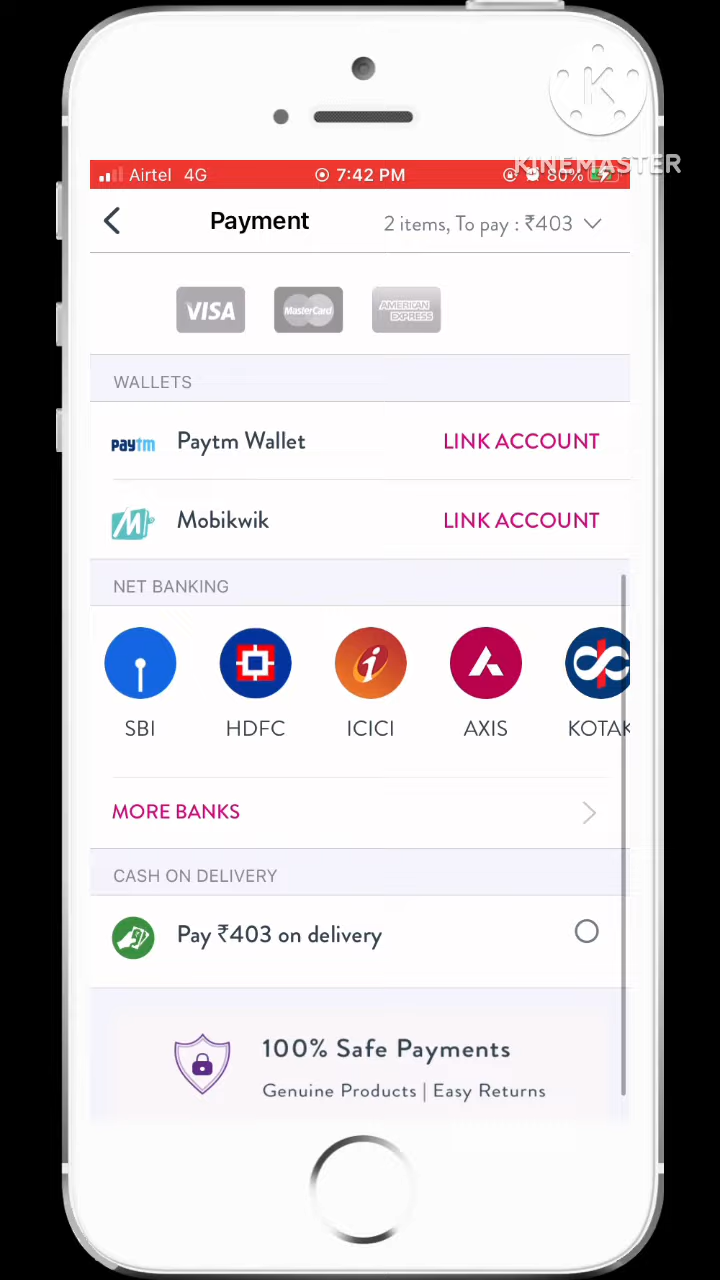 KINEMASTER
Airtel 4G 7:42 PM 80%
Payment 2 items, To pay : ₹403
VISA MasterCard AMERICAN EXPRESS
WALLETS
paytm Paytm Wallet LINK ACCOUNT
Mobikwik LINK ACCOUNT
NET BANKING
SBI HDFC ICICI AXIS KOTAK
MORE BANKS
CASH ON DELIVERY
Pay ₹403 on delivery
100% Safe Payments
Genuine Products | Easy Returns